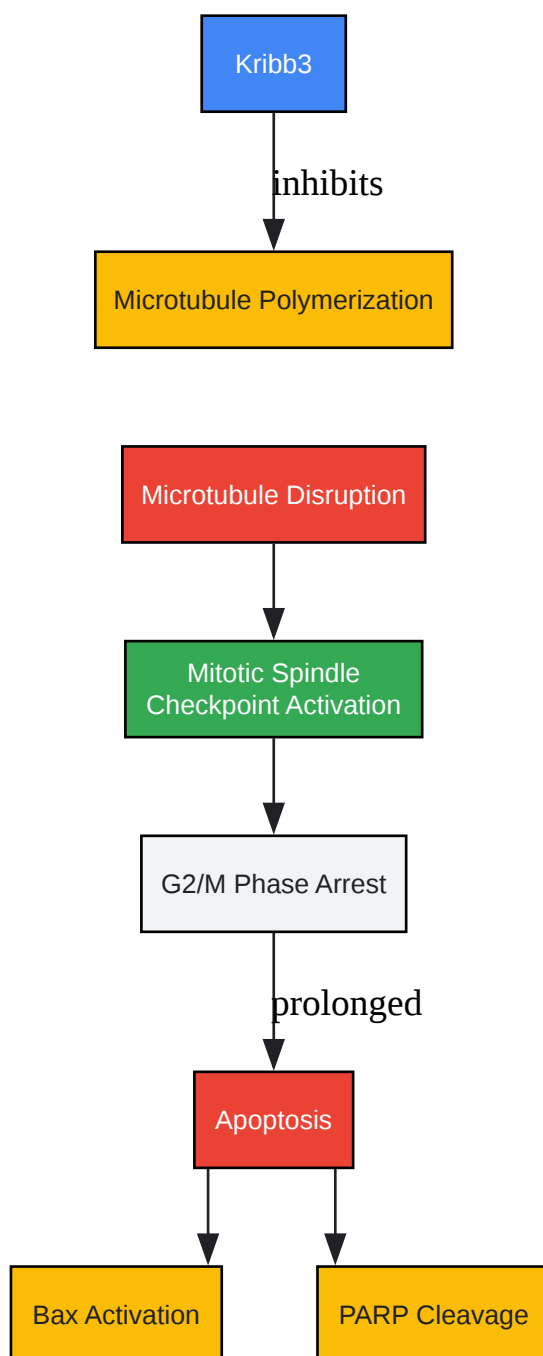 Kribb3
inhibits
Microtubule Polymerization
Microtubule Disruption
Mitotic Spindle
Checkpoint Activation
G2/M Phase Arrest
prolonged
Apoptosis
Bax Activation
PARP Cleavage